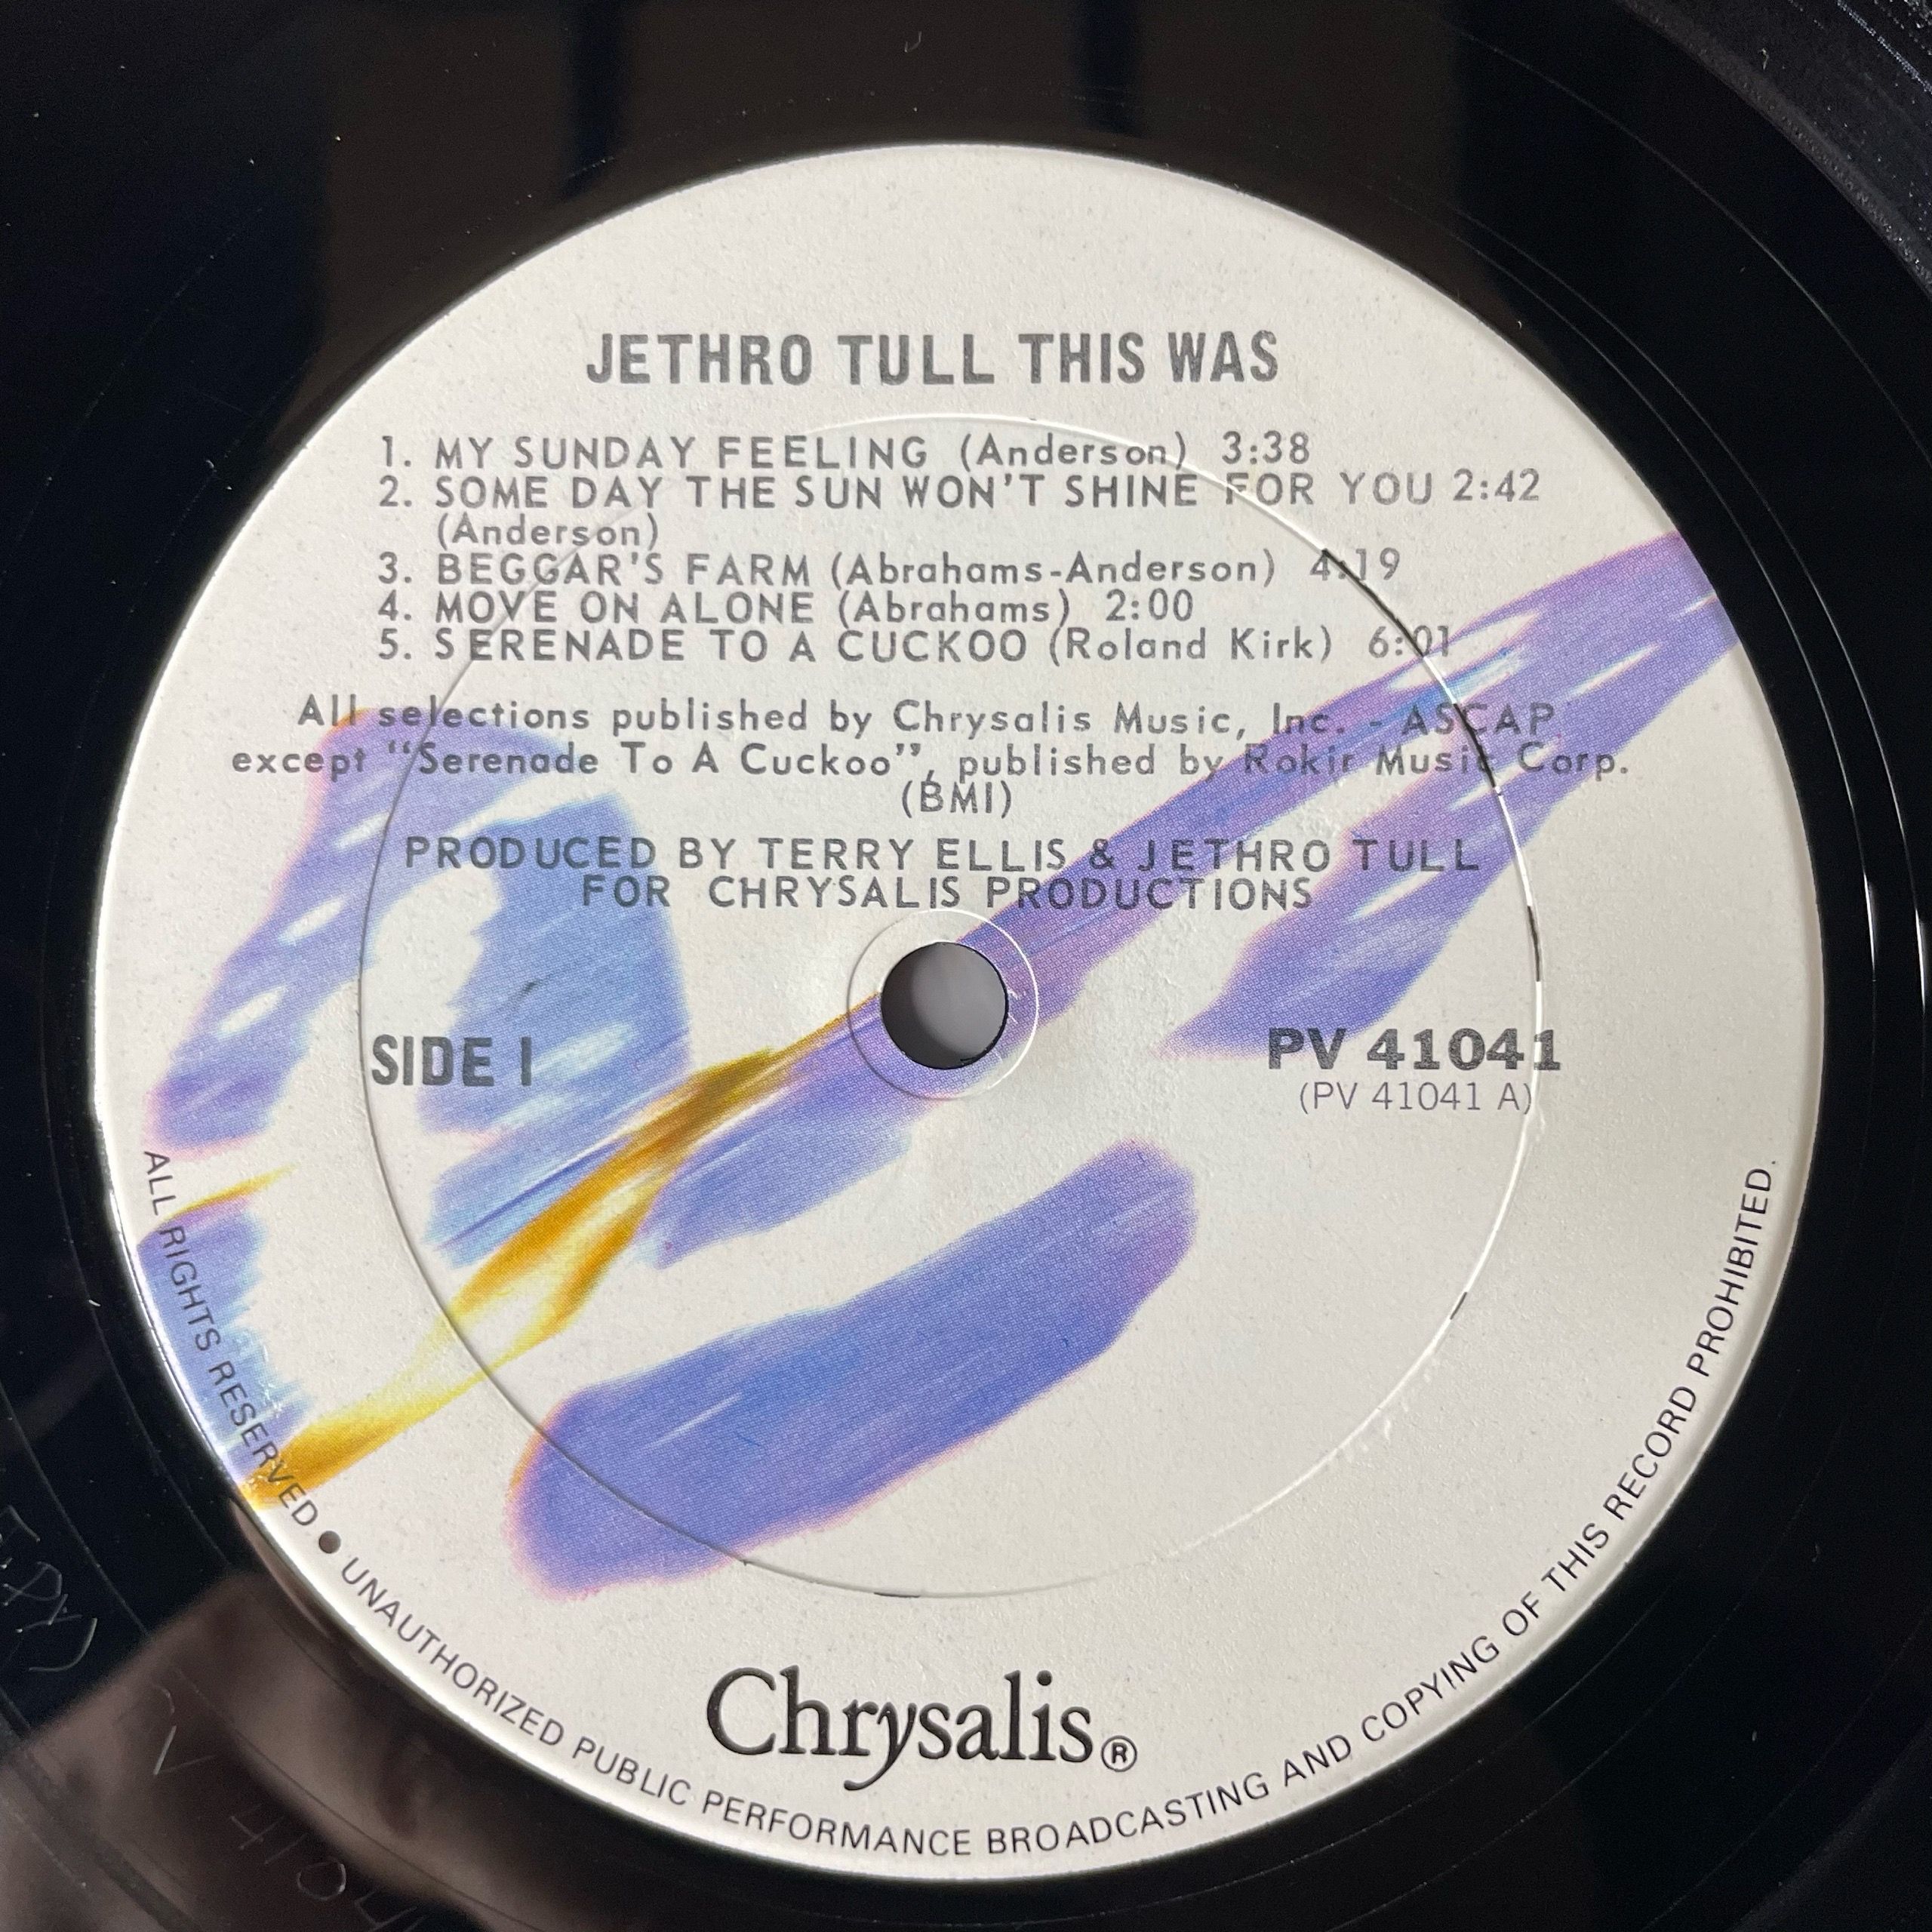 JETHRO TULL THIS WAS
1. MY SUNDAY FEELING (Anderson) 3:38
2. SOME DAY THE SUN WON'T SHINE FOR YOU 2:42
(Anderson)
3. BEGGAR'S FARM (Abrahams-Anderson) 4:19
4. MOVE ON ALONE (Abrahams) 2:00
5. SERENADE TO A CUCKOO (Roland Kirk) 6:01
All selections published by Chrysalis Music, Inc. - ASCAP
except "Serenade To A Cuckoo", published by Rokir Music Corp.
(BMI)
PRODUCED BY TERRY ELLIS & JETHRO TULL
FOR CHRYSALIS PRODUCTIONS
SIDE 1
PV 41041
(PV 41041 A)
Chrysalis®
ALL RIGHTS RESERVED ● UNAUTHORIZED PUBLIC PERFORMANCE BROADCASTING AND COPYING OF THIS RECORD PROHIBITED.